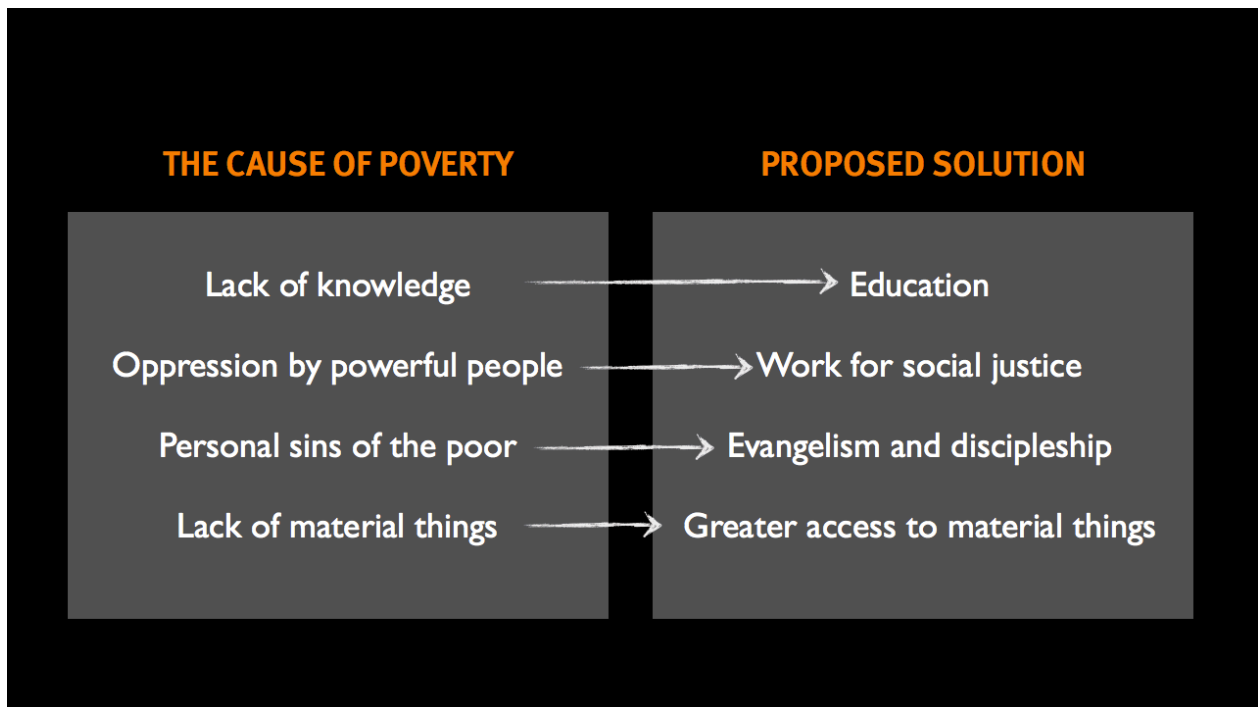 THE CAUSE OF POVERTY
PROPOSED SOLUTION
Lack of knowledge
Education
Oppression by powerful people
Work for social justice
Personal sins of the poor
Evangelism and discipleship
Lack of material things
Greater access to material things